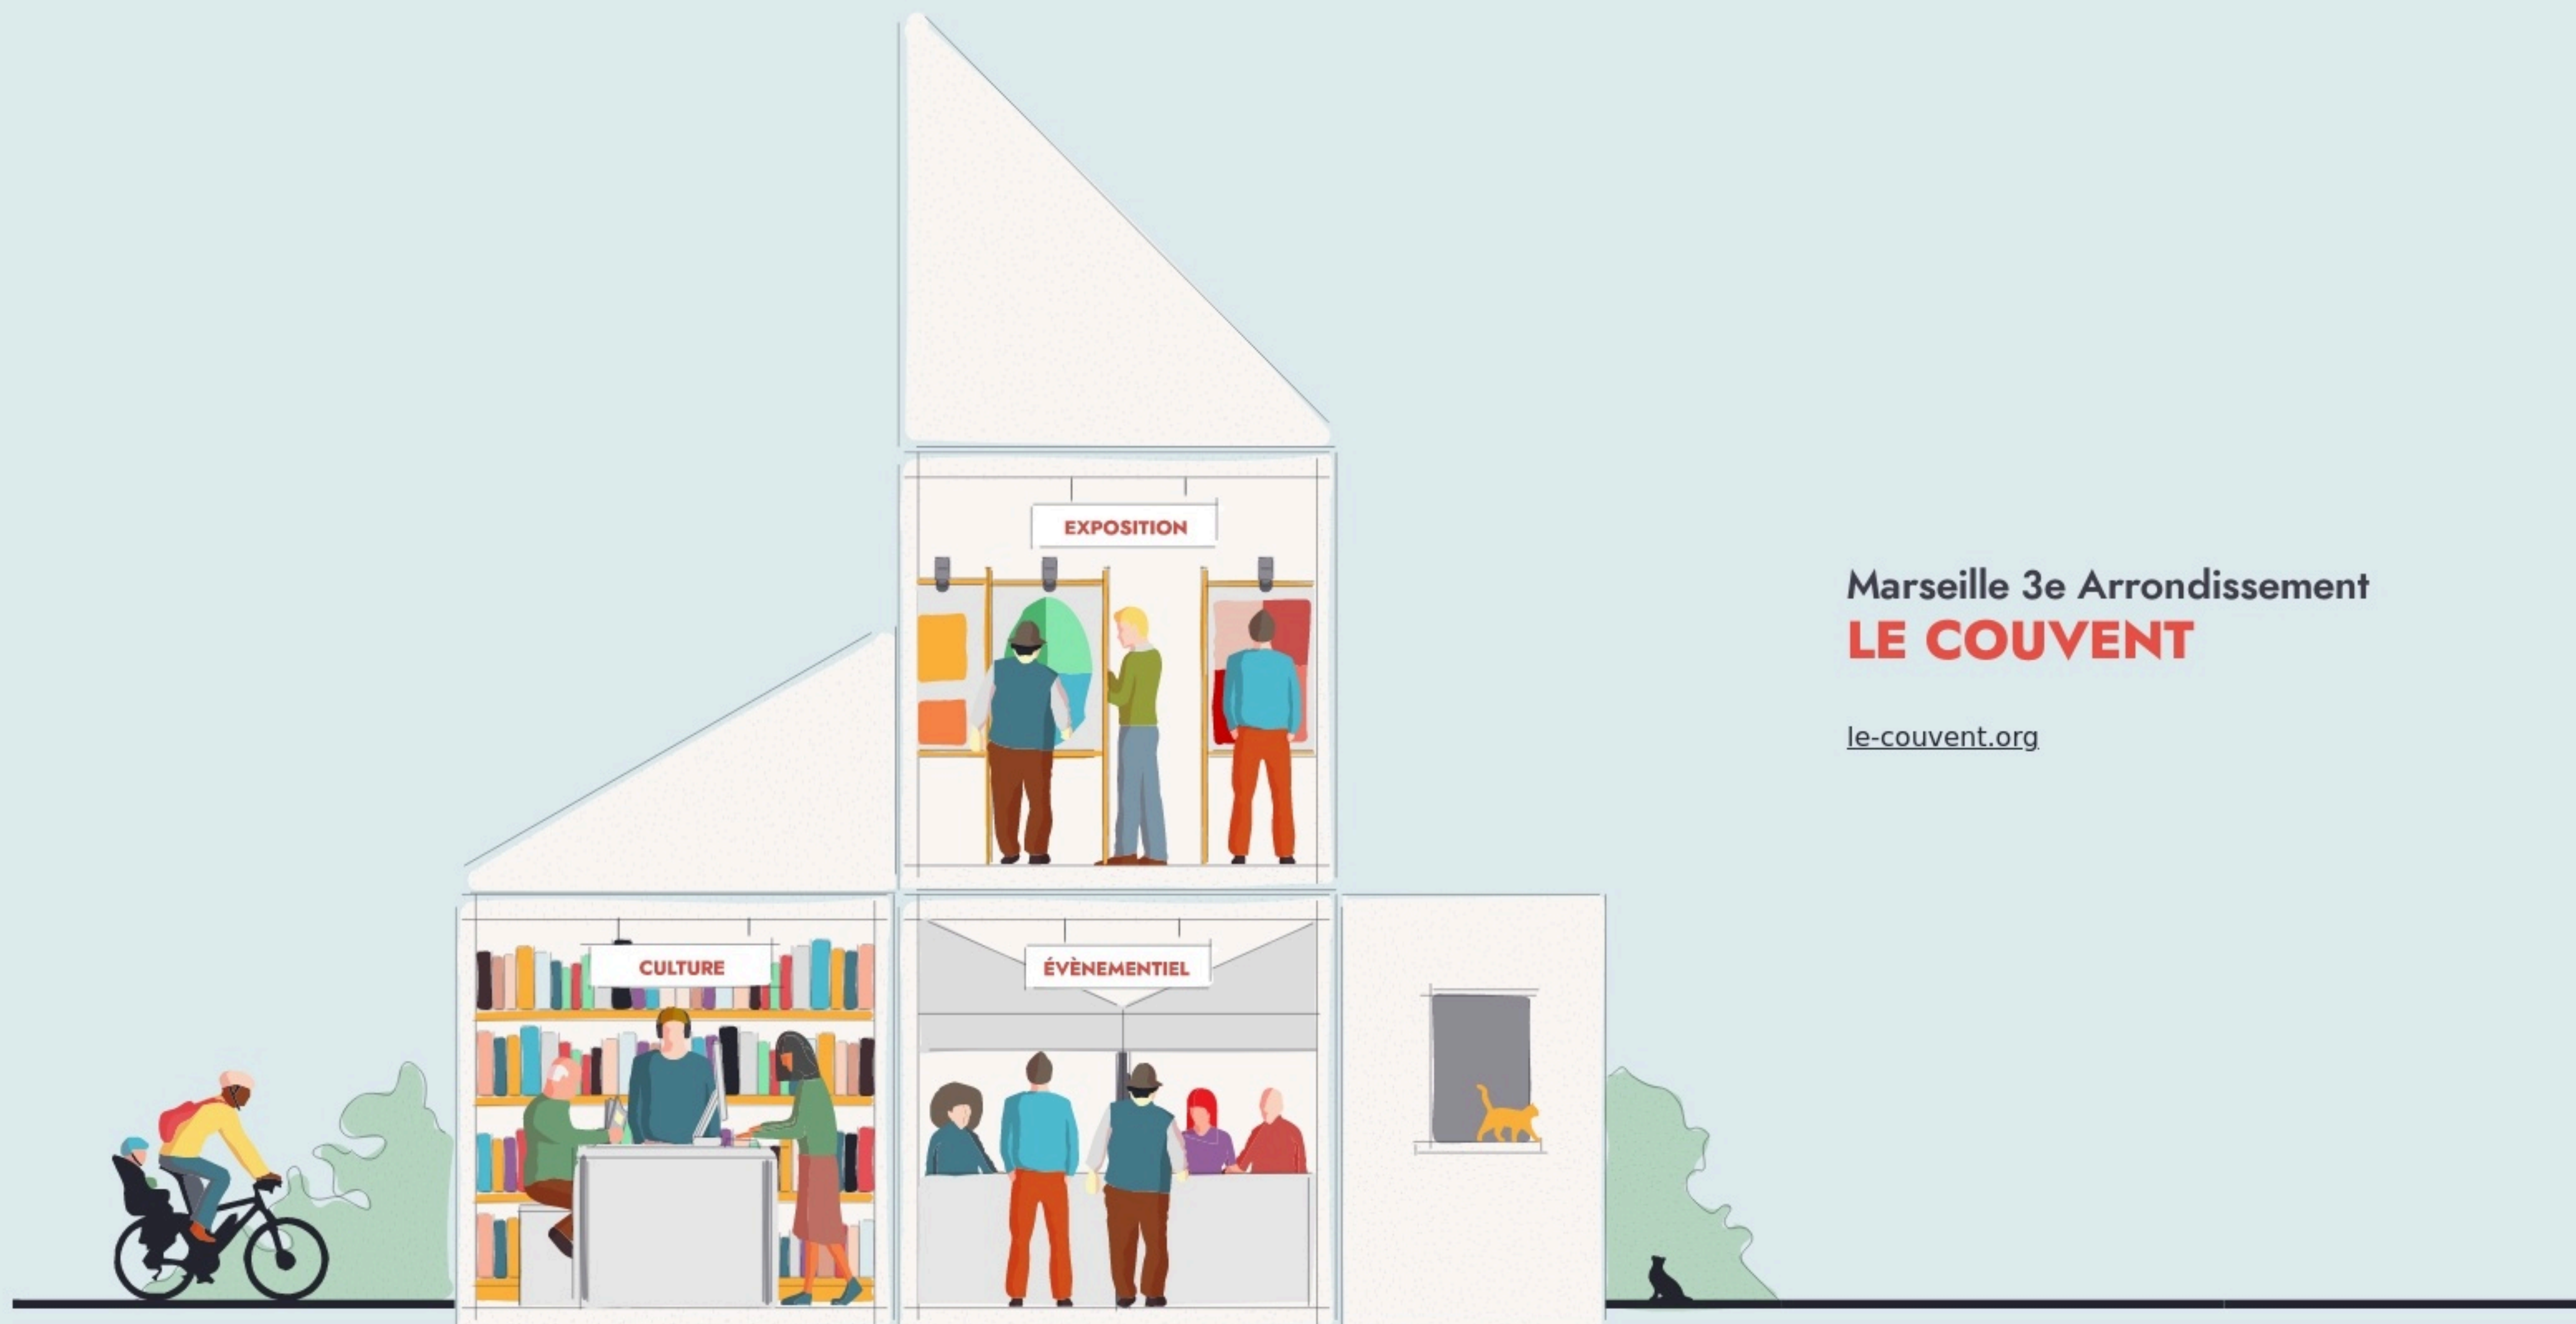 EXPOSITION
Marseille 3e Arrondissement
LE COUVENT
le-couvent.org
CULTURE
ÉVÈNEMENTIEL